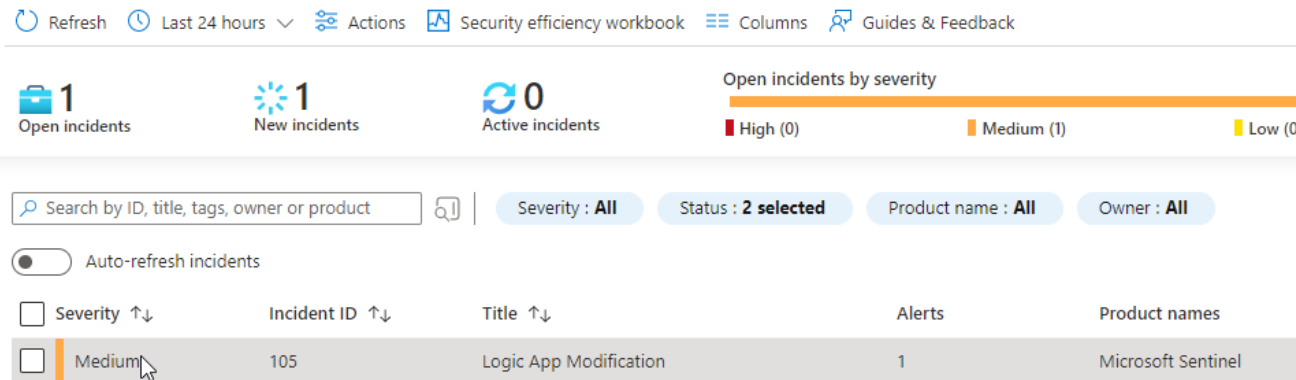 Refresh Last 24 hours Actions Security efficiency workbook Columns Guides & Feedback
1 1 0 Open incidents by severity
Open incidents New incidents Active incidents
High (0) Medium (1) Low (0
Search by ID, title, tags, owner or product Severity : All Status : 2 selected Product name : All Owner : All
Auto-refresh incidents
Severity ↑↓ Incident ID ↑↓ Title ↑↓ Alerts Product names
Medium 105 Logic App Modification 1 Microsoft Sentinel